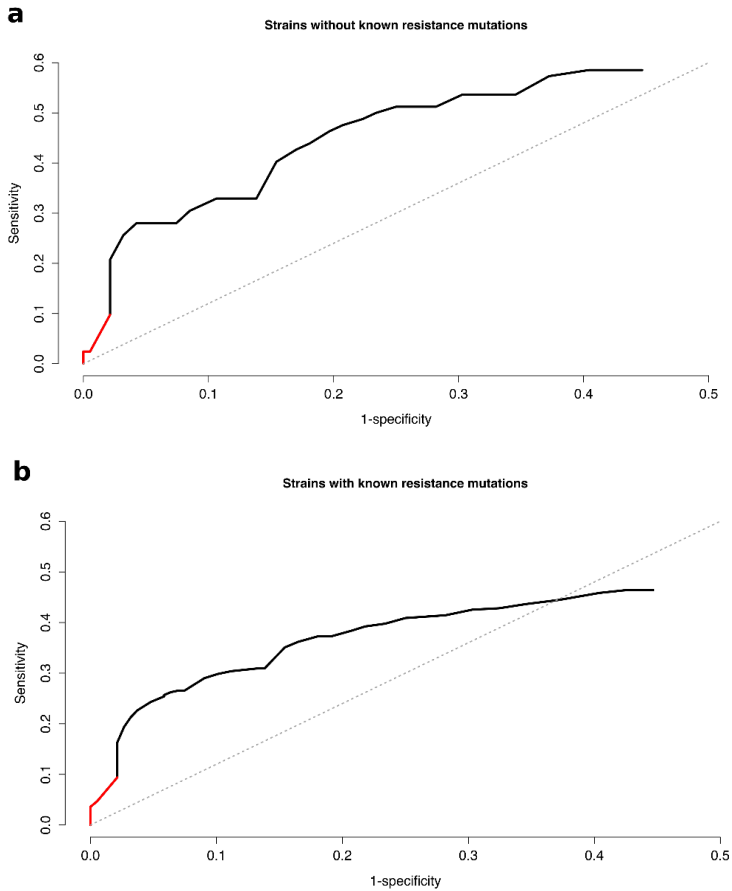 a
Strains without known resistance mutations
0.6
0.5
0.4
0.3
0.2
0.1
0.0
Sensitivity
0.0 0.1 0.2 0.3 0.4 0.5
1-specificity
b
Strains with known resistance mutations
0.6
0.5
0.4
0.3
0.2
0.1
0.0
Sensitivity
0.0 0.1 0.2 0.3 0.4 0.5
1-specificity